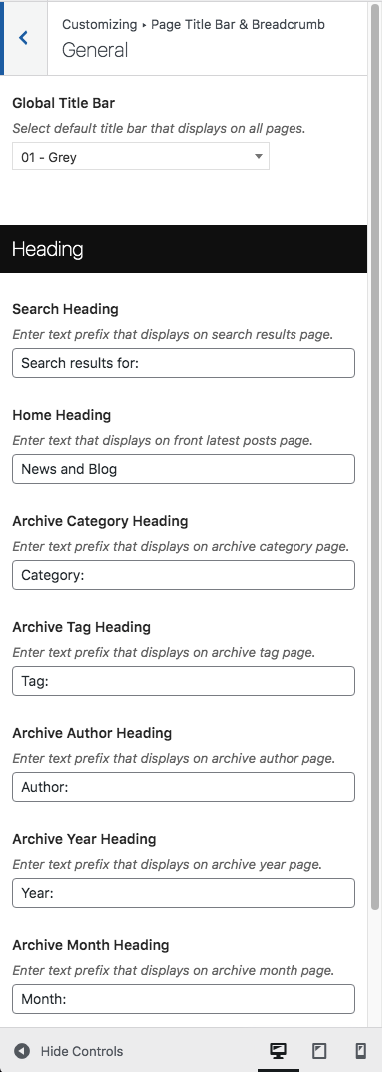 Customizing ▸ Page Title Bar & Breadcrumb
General
Global Title Bar
Select default title bar that displays on all pages.
01 - Grey
Heading
Search Heading
Enter text prefix that displays on search results page.
Search results for:
Home Heading
Enter text that displays on front latest posts page.
News and Blog
Archive Category Heading
Enter text prefix that displays on archive category page.
Category:
Archive Tag Heading
Enter text prefix that displays on archive tag page.
Tag:
Archive Author Heading
Enter text prefix that displays on archive author page.
Author:
Archive Year Heading
Enter text prefix that displays on archive year page.
Year:
Archive Month Heading
Enter text prefix that displays on archive month page.
Month:
Hide Controls